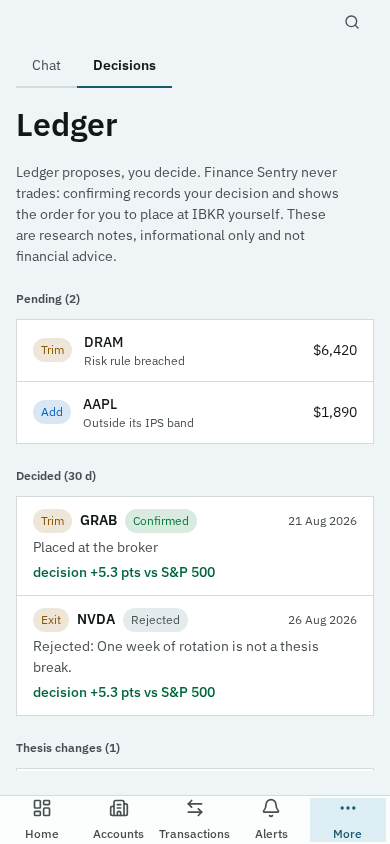 Chat Decisions
Ledger
Ledger proposes, you decide. Finance Sentry never
trades: confirming records your decision and shows
the order for you to place at IBKR yourself. These
are research notes, informational only and not
financial advice.
Pending (2)
Trim DRAM $6,420
Risk rule breached
Add AAPL $1,890
Outside its IPS band
Decided (30 d)
Trim GRAB Confirmed 21 Aug 2026
Placed at the broker
decision +5.3 pts vs S&P 500
Exit NVDA Rejected 26 Aug 2026
Rejected: One week of rotation is not a thesis
break.
decision +5.3 pts vs S&P 500
Thesis changes (1)
Home Accounts Transactions Alerts More